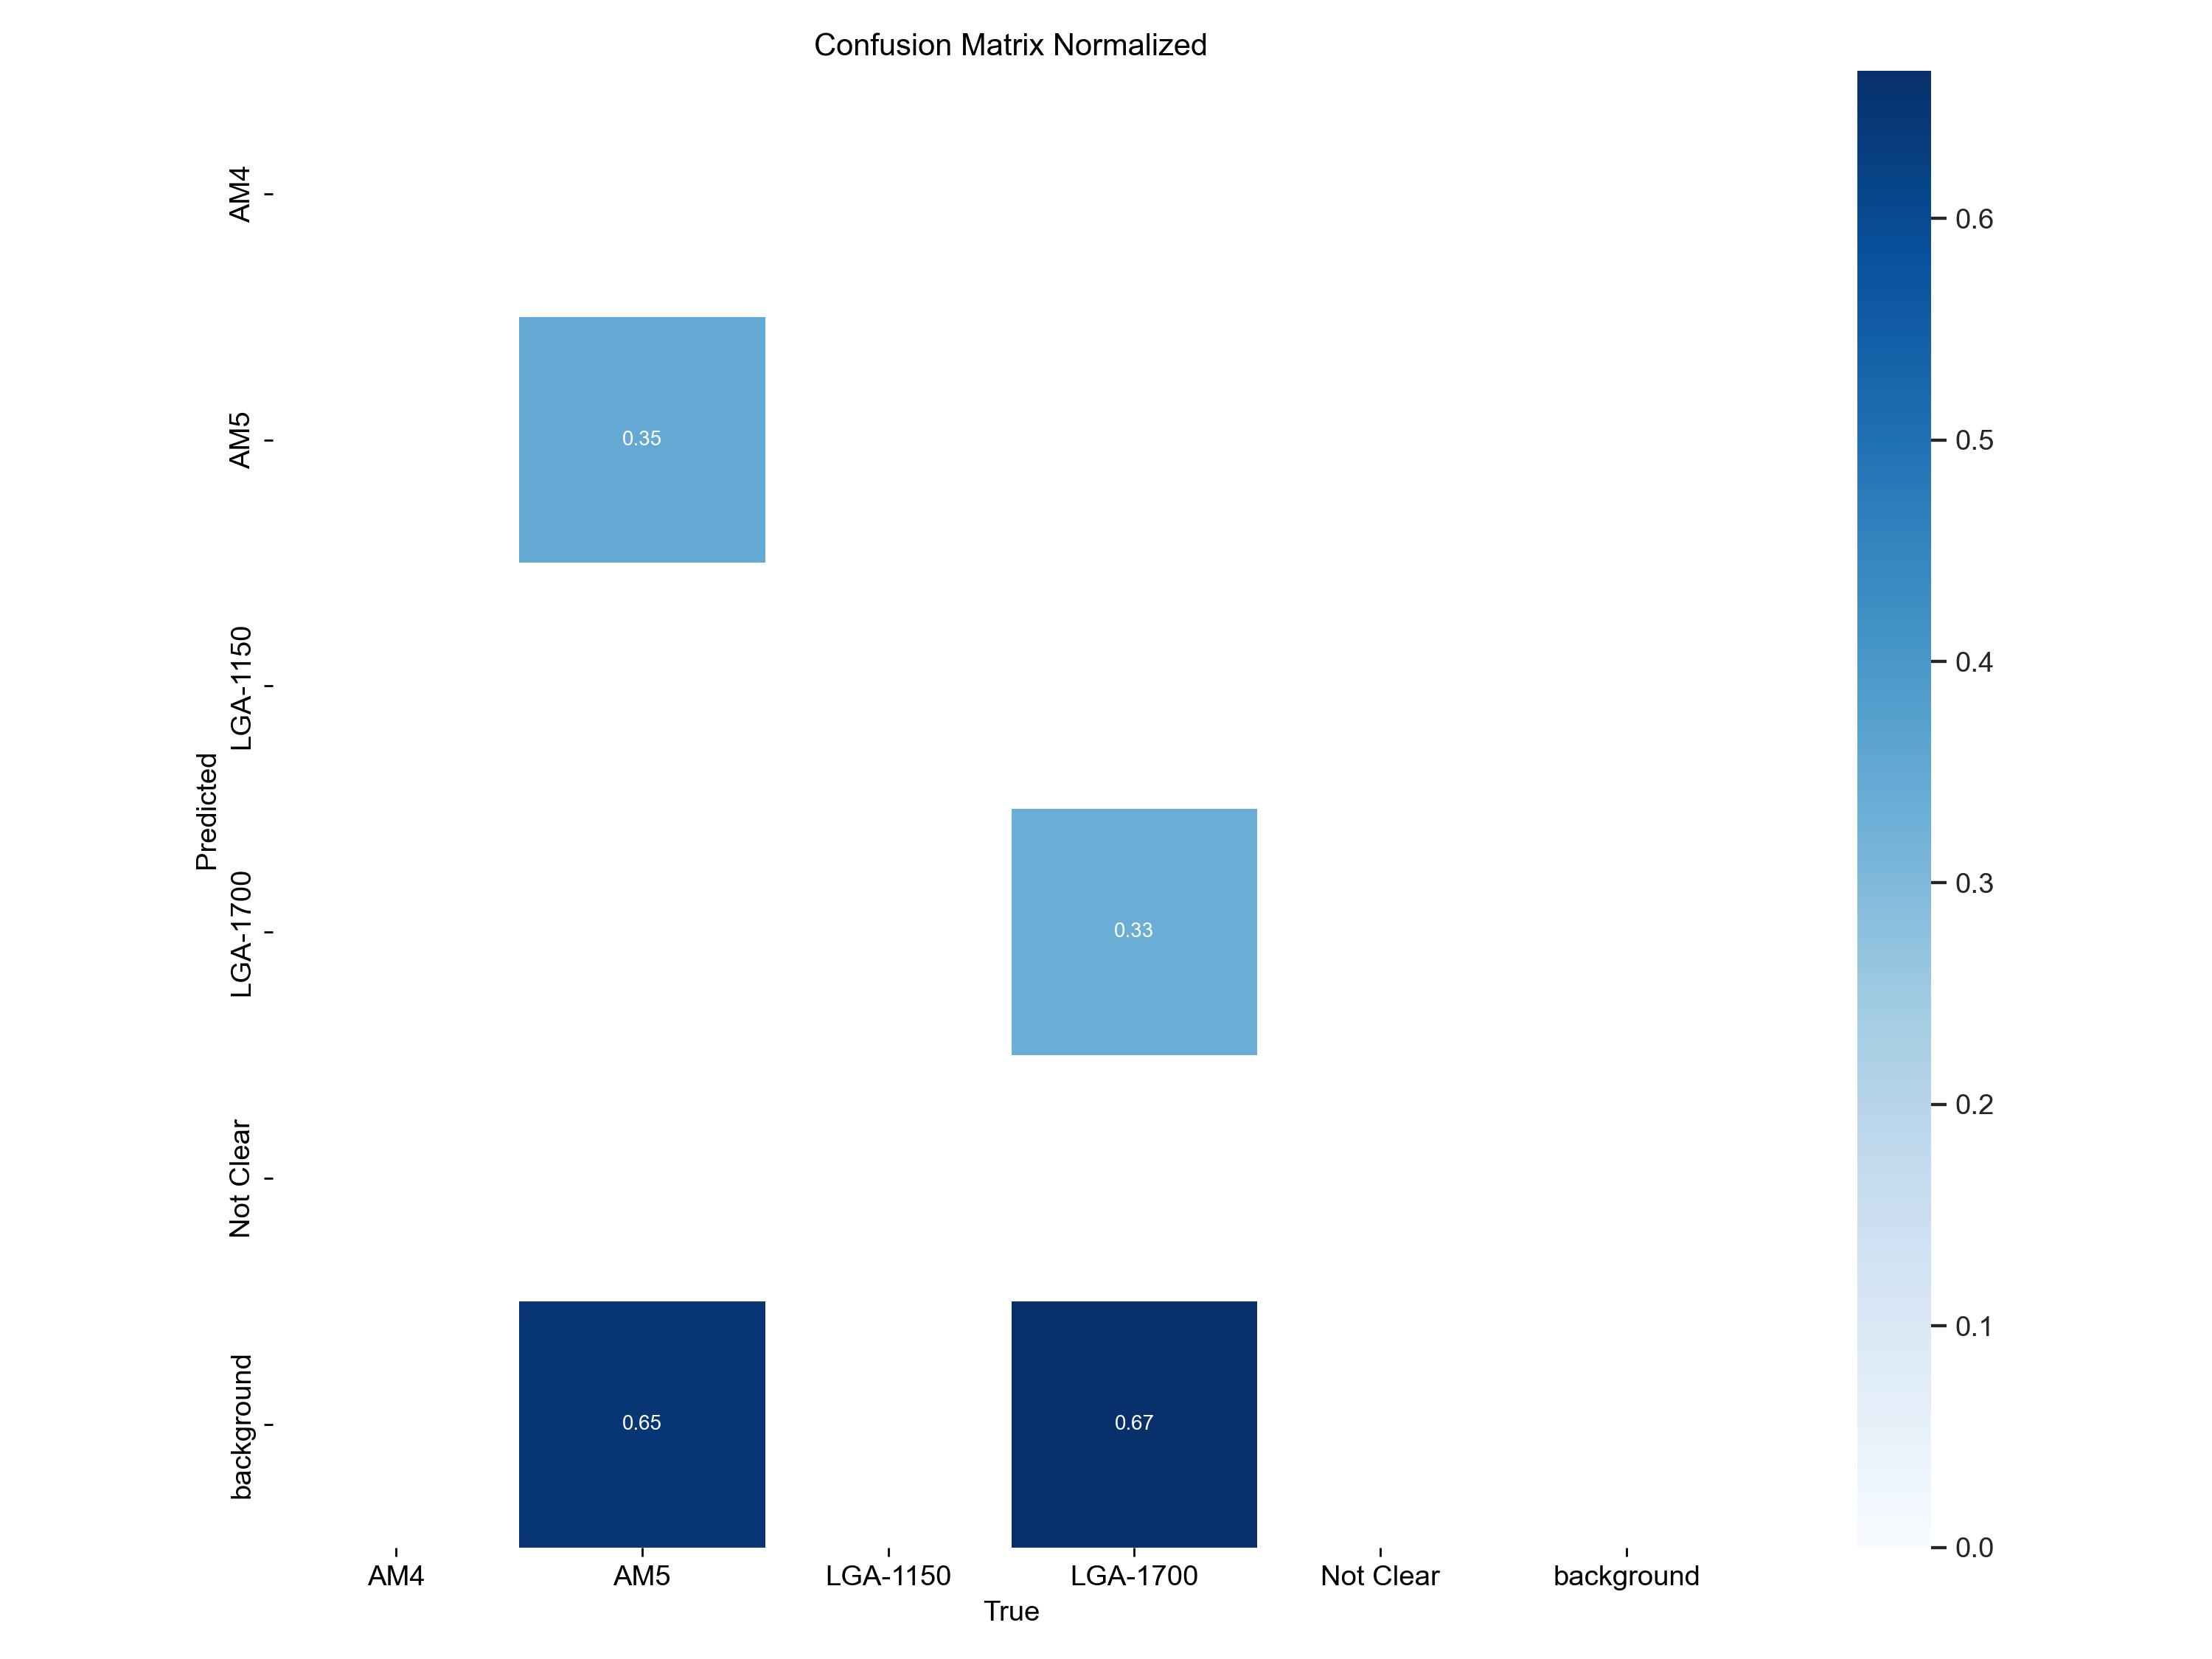 Confusion Matrix Normalized
AM4
AM5
LGA-1150
LGA-1700
Not Clear
background
Predicted
0.35
0.33
0.65
0.67
AM4
AM5
LGA-1150
LGA-1700
Not Clear
background
True
0.6
0.5
0.4
0.3
0.2
0.1
0.0